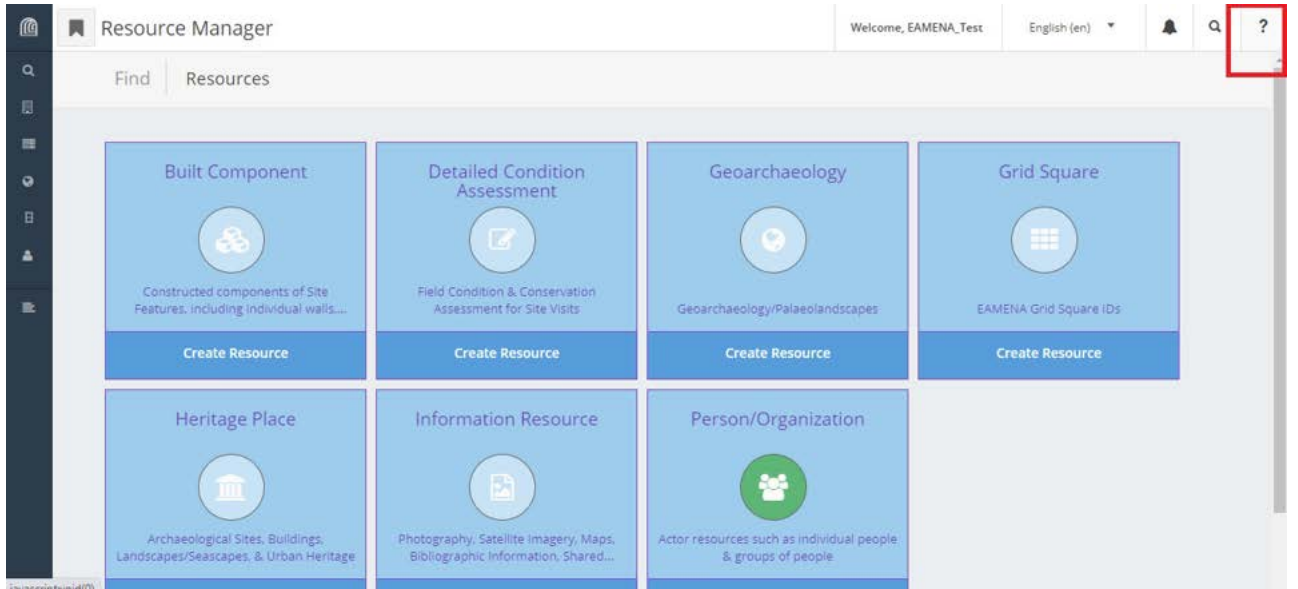 Resource Manager
Welcome, EAMENA_Test
English (en)
?
Find
Resources
Built Component
Constructed components of Site
Features, including individual walls....
Create Resource
Detailed Condition
Assessment
Field Condition & Conservation
Assessment for Site Visits
Create Resource
Geoarchaeology
Geoarchaeology/Palaeolandscapes
Create Resource
Grid Square
EAMENA Grid Square IDs
Create Resource
Heritage Place
Archaeological Sites, Buildings,
Landscapes/Seascapes, & Urban Heritage
Information Resource
Photography, Satellite Imagery, Maps,
Bibliographic Information, Shared...
Person/Organization
Actor resources such as individual people
& groups of people